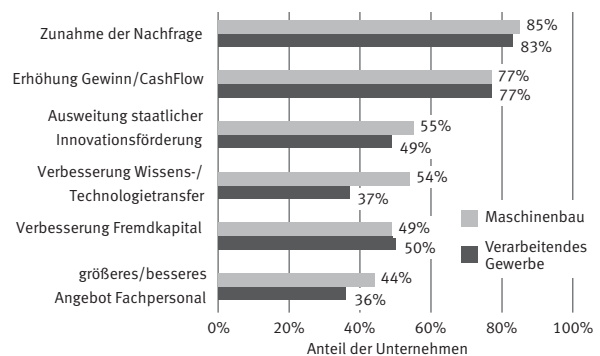 Zunahme der Nachfrage
85%
83%
Erhöhung Gewinn/CashFlow
77%
77%
Ausweitung staatlicher
Innovationsförderung
55%
49%
Verbesserung Wissens-/
Technologietransfer
54%
37%
Verbesserung Fremdkapital
49%
50%
größeres/besseres
Angebot Fachpersonal
44%
36%
Maschinenbau
Verarbeitendes
Gewerbe
0% 20% 40% 60% 80% 100%
Anteil der Unternehmen